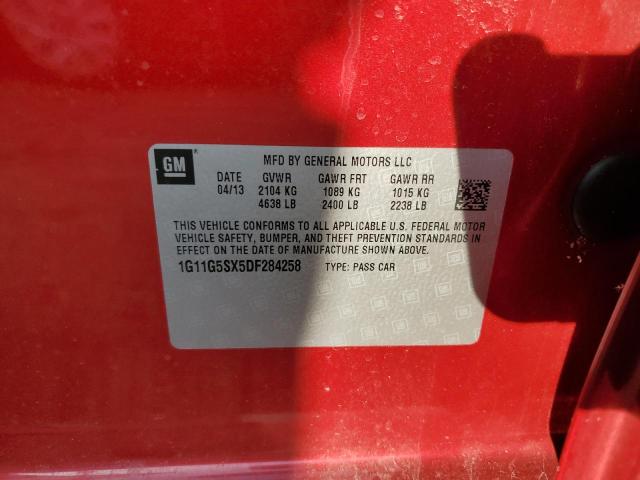 GM
MFD BY GENERAL MOTORS LLC
DATE GVWR GAWR FRT GAWR RR
04/13 2104 KG 1089 KG 1015 KG
4638 LB 2400 LB 2238 LB
THIS VEHICLE CONFORMS TO ALL APPLICABLE U.S. FEDERAL MOTOR
VEHICLE SAFETY, BUMPER, AND THEFT PREVENTION STANDARDS IN
EFFECT ON THE DATE OF MANUFACTURE SHOWN ABOVE.
1G11G5SX5DF284258 TYPE: PASS CAR